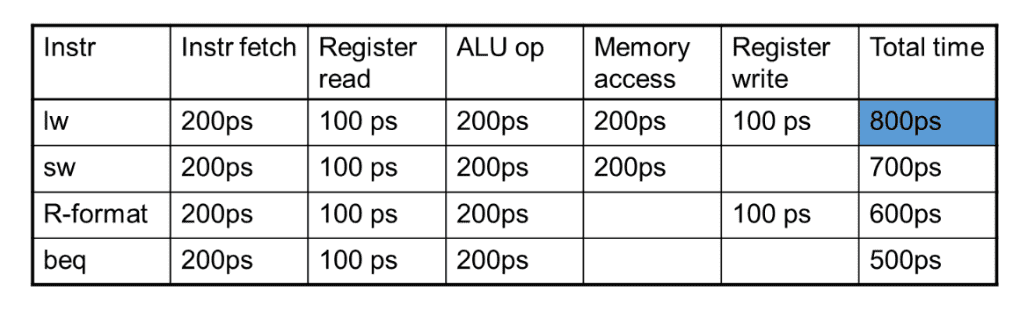 Instr Instr fetch Register read ALU op Memory access Register write Total time
lw 200ps 100 ps 200ps 200ps 100 ps 800ps
sw 200ps 100 ps 200ps 200ps 700ps
R-format 200ps 100 ps 200ps 100 ps 600ps
beq 200ps 100 ps 200ps 500ps